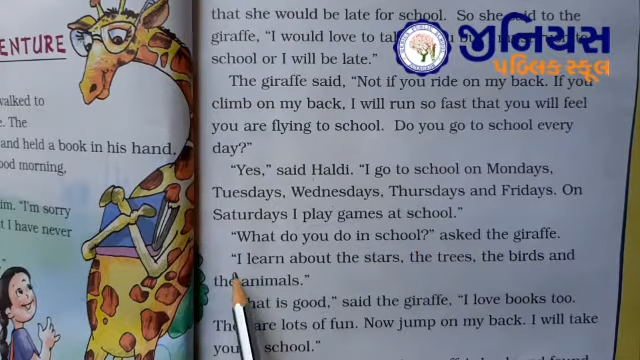 ENTURE
walked to
e. The
and held a book in his hand.
ood morning,
im. "I'm sorry
t I have never
that she would be late for school. So she said to the
giraffe, "I would love to
school or I will be late."
The giraffe said, "Not if you ride on my back. If you
climb on my back, I will run so fast that you will feel
you are flying to school. Do you go to school every
day?"
"Yes," said Haldi. "I go to school on Mondays,
Tuesdays, Wednesdays, Thursdays and Fridays. On
Saturdays I play games at school."
"What do you do in school?" asked the giraffe.
"I learn about the stars, the trees, the birds and
the animals."
hat is good," said the giraffe, "I love books too.
The are lots of fun. Now jump on my back. I will take
you school."
જીનિયસ
પબ્લિક સ્કૂલ